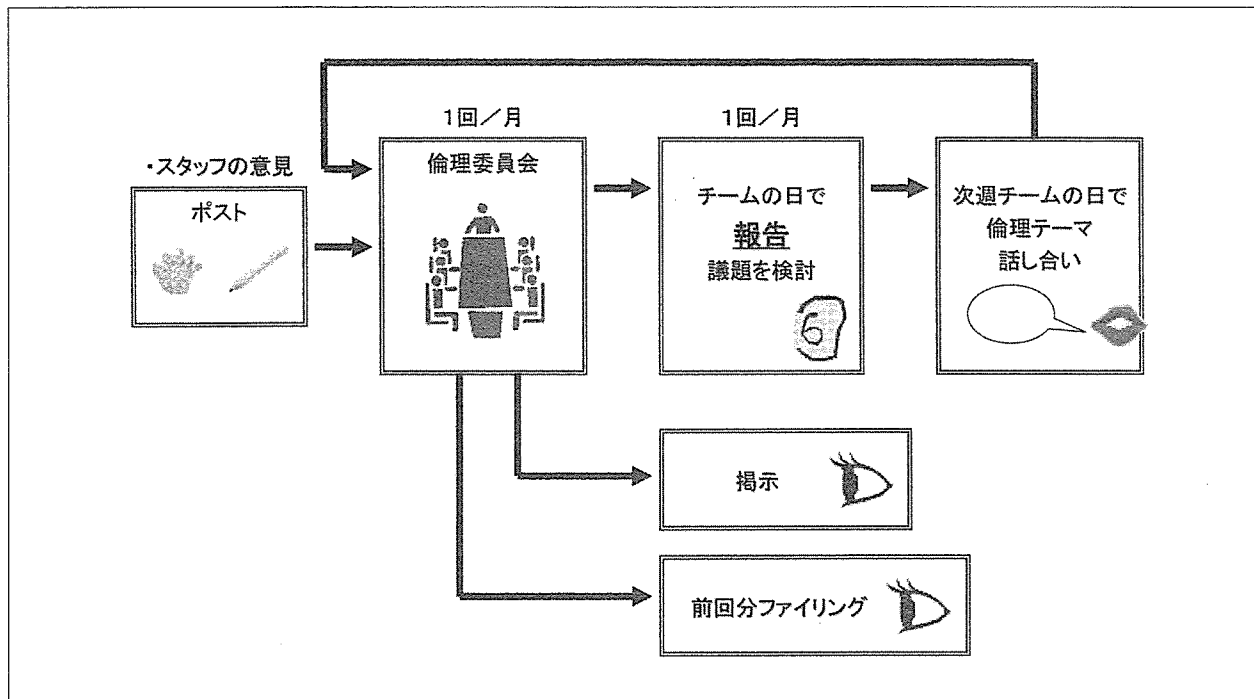 1回／月
1回／月
・スタッフの意見
ポスト
倫理委員会
チームの日で
報告
議題を検討
次週チームの日で
倫理テーマ
話し合い
掲示
前回分ファイリング